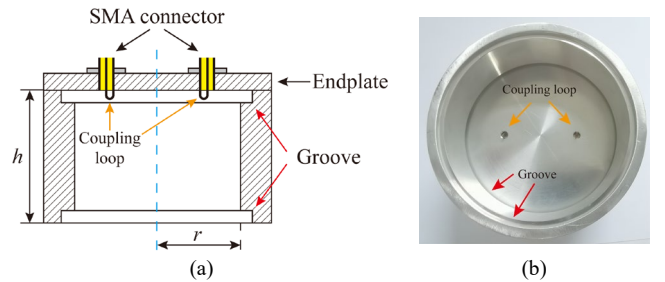 SMA connector
Endplate
Coupling
loop
Groove
h
r
(a)
Coupling loop
Groove
(b)